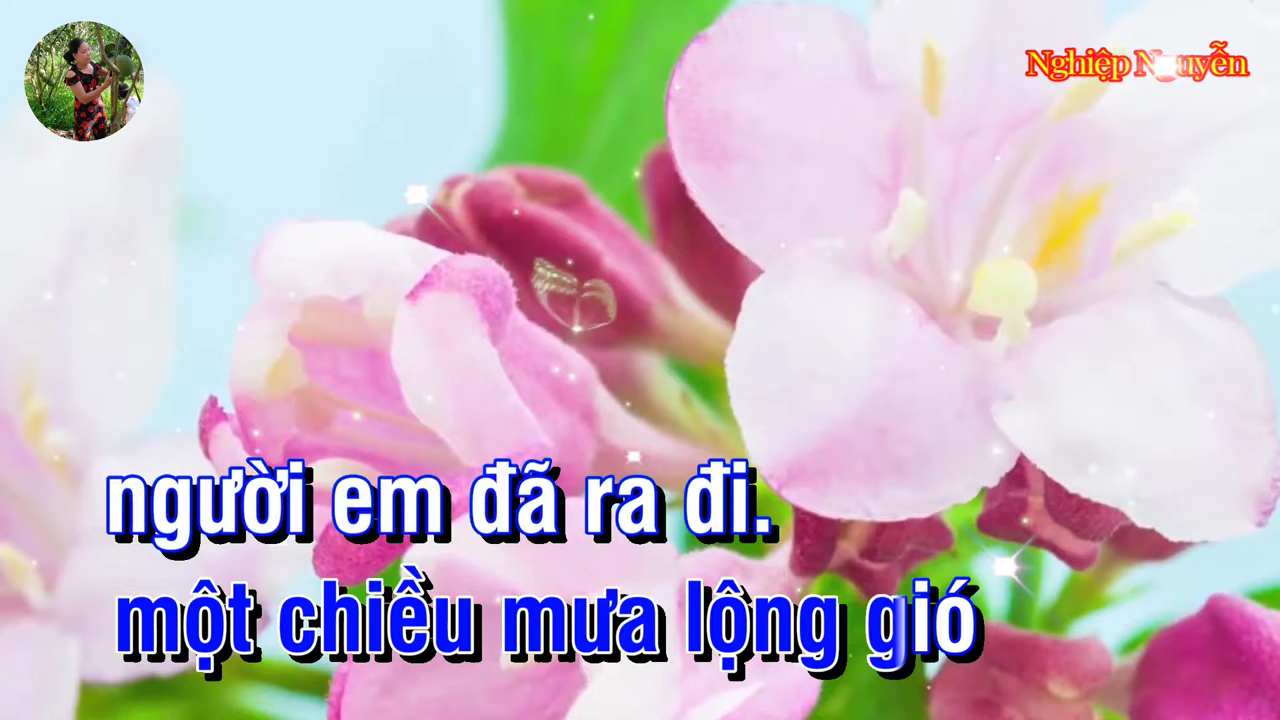 Nghiệp Nguyễn
người em đã ra đi.
một chiều mưa lộng gió